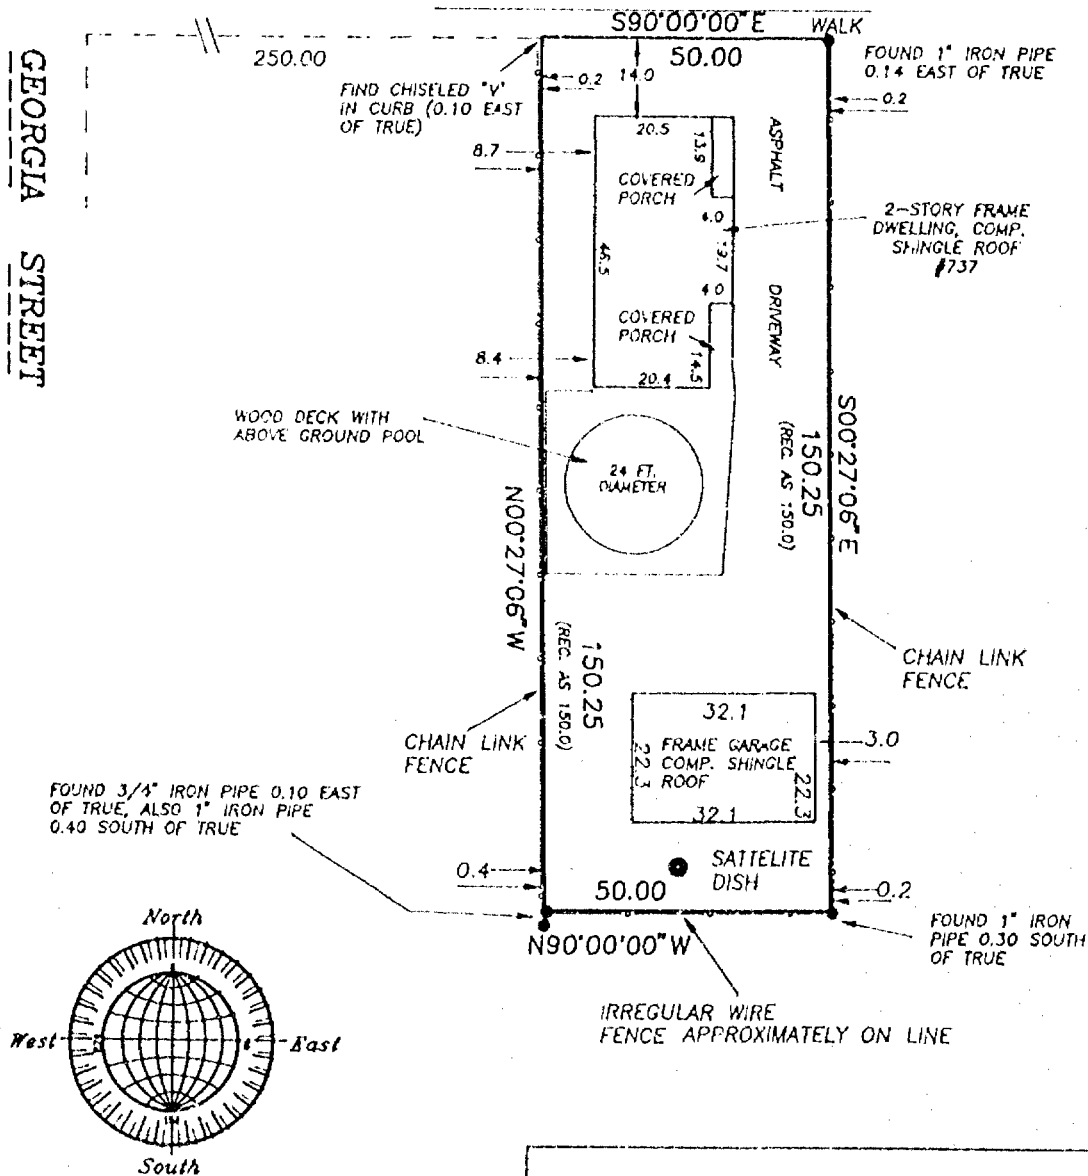 S90°00'00"E
WALK
250.00
50.00
FOUND 1" IRON PIPE
0.14 EAST OF TRUE
FIND CHISELED "V"
IN CURB (0.10 EAST
OF TRUE)
0.2
14.0
0.2
GEORGIA STREET
8.7
20.5
13.9
ASPHALT
COVERED
PORCH
2-STORY FRAME
DWELLING, COMP.
SHINGLE ROOF
#737
46.5
4.0
DRIVEWAY
COVERED
PORCH
8.4
20.4
14.5
WOOD DECK WITH
ABOVE GROUND POOL
24 FT.
DIAMETER
S00°27'06"E
150.25
(REC. AS 150.0)
N00°27'06"W
150.25
(REC. AS 150.0)
CHAIN LINK
FENCE
CHAIN LINK
FENCE
32.1
3.0
FRAME GARAGE
COMP. SHINGLE
ROOF
22.3
22.3
32.1
FOUND 3/4" IRON PIPE 0.10 EAST
OF TRUE, ALSO 1" IRON PIPE
0.40 SOUTH OF TRUE
0.4
SATTELITE
DISH
50.00
0.2
N90°00'00"W
FOUND 1" IRON
PIPE 0.30 SOUTH
OF TRUE
IRREGULAR WIRE
FENCE APPROXIMATELY ON LINE
North
West
East
South